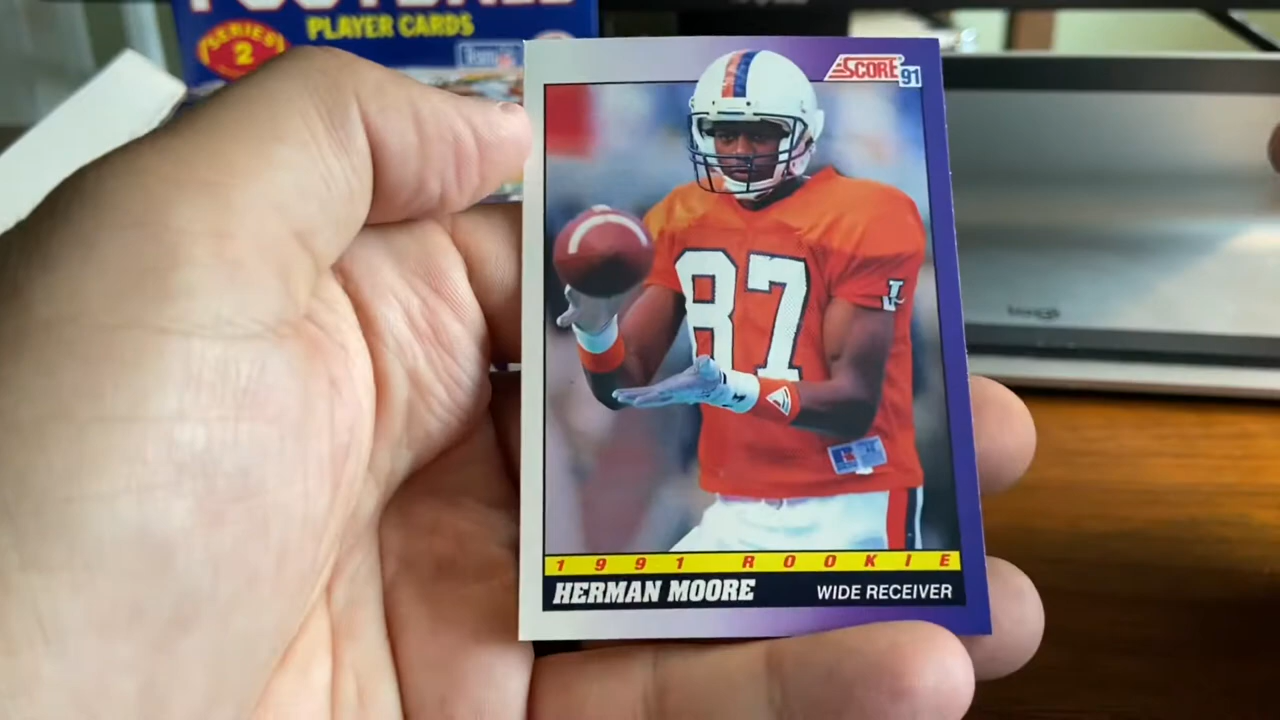 PLAYER CARDS
SERIES
2
SCORE 91
87
1991 ROOKIE
HERMAN MOORE
WIDE RECEIVER